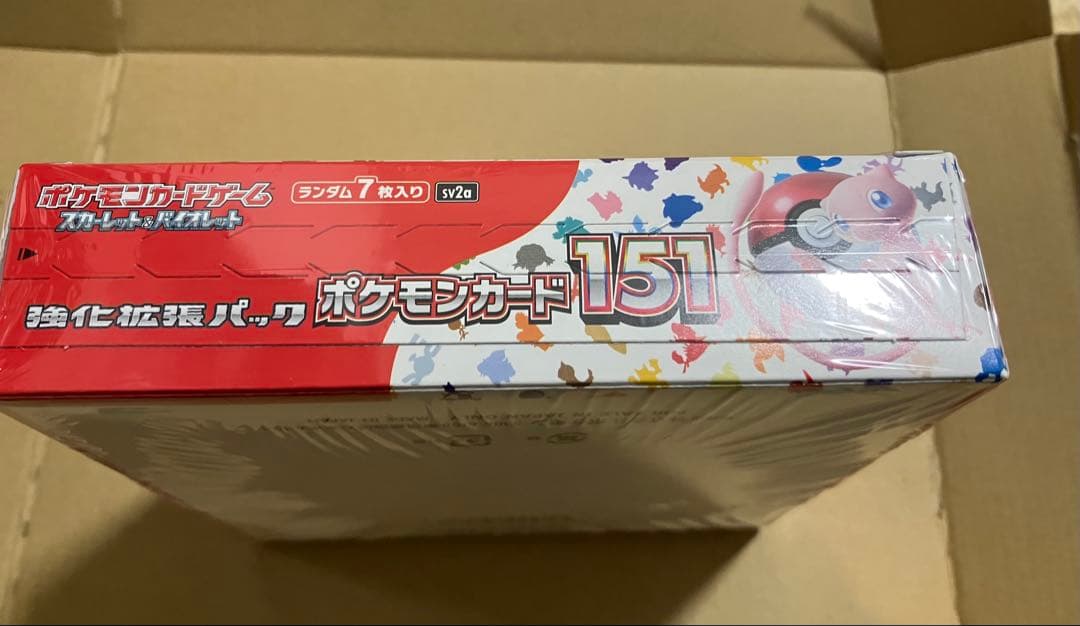 ポケモンカードゲーム
スカーレット&バイオレット
ランダム7枚入り
sv2a
強化拡張パック
ポケモンカード151